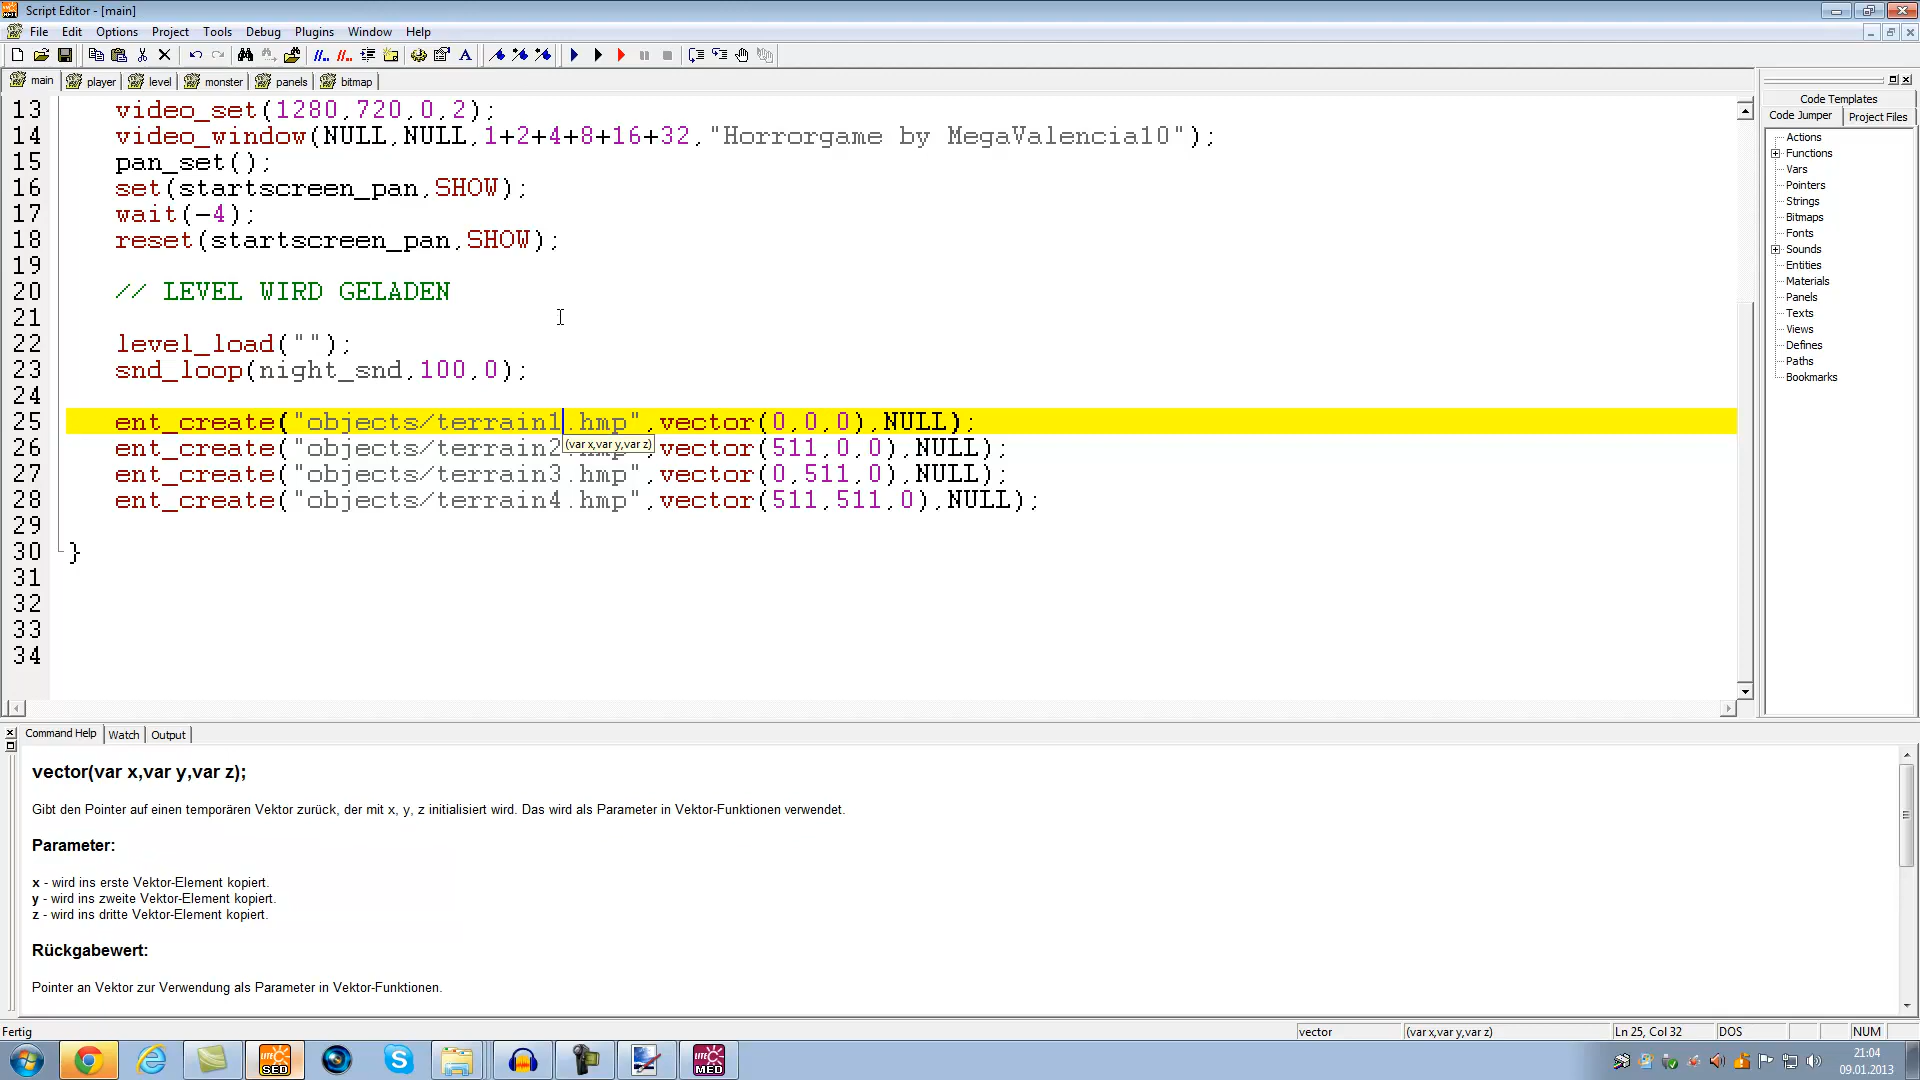 Script Editor - [main]
File Edit Options Project Tools Debug Plugins Window Help
main player level monster panels bitmap
13 video_set(1280,720,0,2);
14 video_window(NULL,NULL,1+2+4+8+16+32,"Horrorgame by MegaValencia10");
15 pan_set();
16 set(startscreen_pan,SHOW);
17 wait(-4);
18 reset(startscreen_pan,SHOW);
19
20 // LEVEL WIRD GELADEN
21
22 level_load("");
23 snd_loop(night_snd,100,0);
24
25 ent_create("objects/terrain1.hmp",vector(0,0,0),NULL);
(var x,var y,var z)
26 ent_create("objects/terrain2.hmp",vector(511,0,0),NULL);
27 ent_create("objects/terrain3.hmp",vector(0,511,0),NULL);
28 ent_create("objects/terrain4.hmp",vector(511,511,0),NULL);
29
30 }
31
32
33
34
Code Templates
Code Jumper Project Files
Actions
Functions
Vars
Pointers
Strings
Bitmaps
Fonts
Sounds
Entities
Materials
Panels
Texts
Views
Defines
Paths
Bookmarks
Command Help Watch Output
vector(var x,var y,var z);
Gibt den Pointer auf einen temporären Vektor zurück, der mit x, y, z initialisiert wird. Das wird als Parameter in Vektor-Funktionen verwendet.
Parameter:
x - wird ins erste Vektor-Element kopiert.
y - wird ins zweite Vektor-Element kopiert.
z - wird ins dritte Vektor-Element kopiert.
Rückgabewert:
Pointer an Vektor zur Verwendung als Parameter in Vektor-Funktionen.
Fertig vector (var x,var y,var z) Ln 25, Col 32 DOS NUM
SED
MED
21:04
09.01.2013